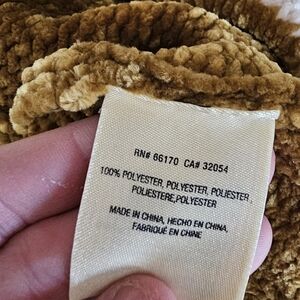 RN# 66170 CA# 32054
100% POLYESTER, POLYESTER, POLIESTER,
POLIESTERE,POLYESTER
MADE IN CHINA, HECHO EN CHINA,
FABRIQUÉ EN CHINE